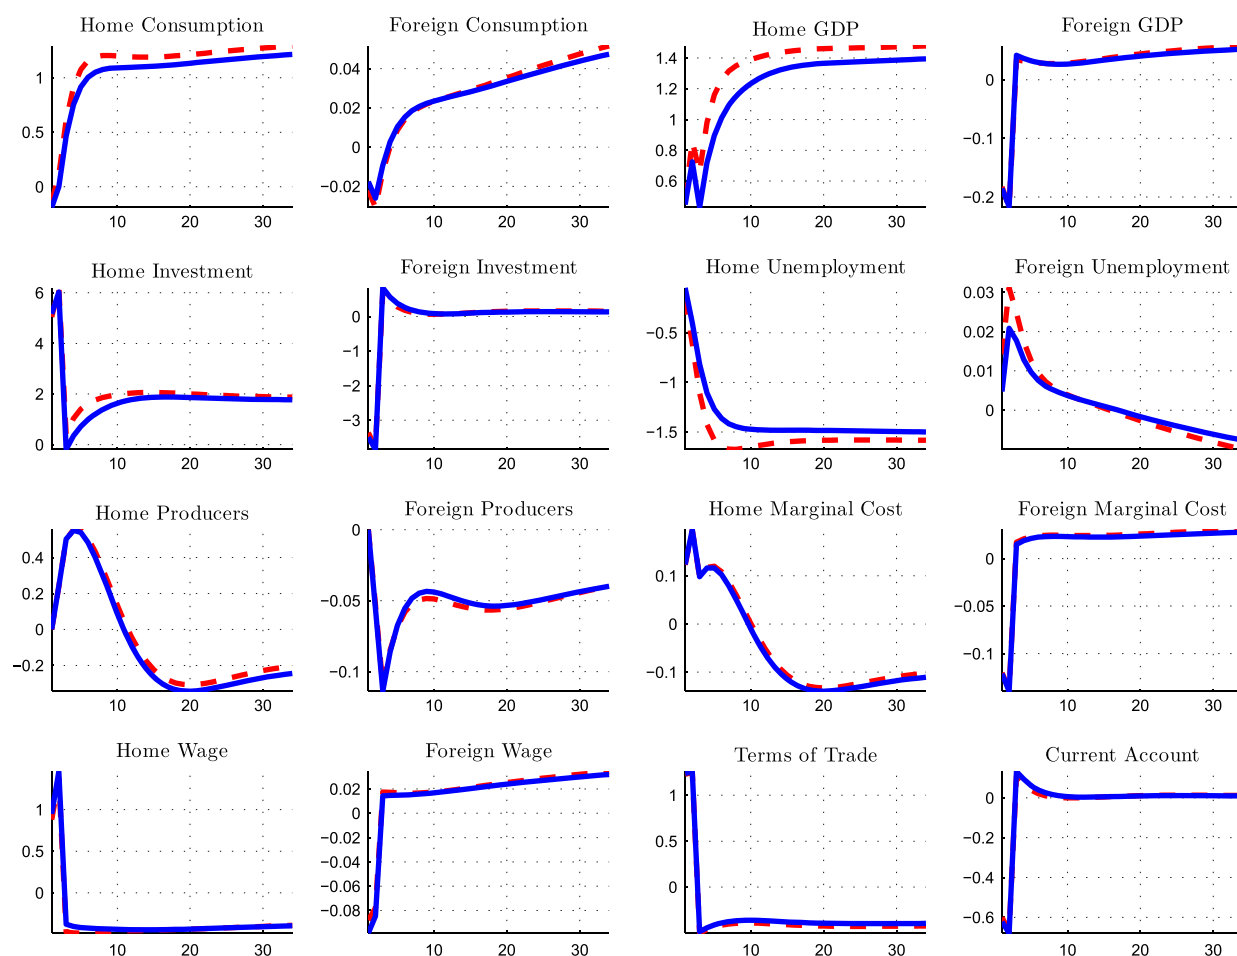 Home Consumption
1
0.5
0
10 20 30
Foreign Consumption
0.04
0.02
0
−0.02
10 20 30
Home GDP
1.4
1.2
1
0.8
0.6
10 20 30
Foreign GDP
0
−0.1
−0.2
10 20 30
Home Investment
6
4
2
0
10 20 30
Foreign Investment
0
−1
−2
−3
10 20 30
Home Unemployment
−0.5
−1
−1.5
10 20 30
Foreign Unemployment
0.03
0.02
0.01
0
10 20 30
Home Producers
0.4
0.2
0
−0.2
10 20 30
Foreign Producers
0
−0.05
−0.1
10 20 30
Home Marginal Cost
0.1
0
−0.1
10 20 30
Foreign Marginal Cost
0
−0.05
−0.1
10 20 30
Home Wage
1
0.5
0
10 20 30
Foreign Wage
0.02
0
−0.02
−0.04
−0.06
−0.08
10 20 30
Terms of Trade
1
0.5
0
10 20 30
Current Account
0
−0.2
−0.4
−0.6
10 20 30